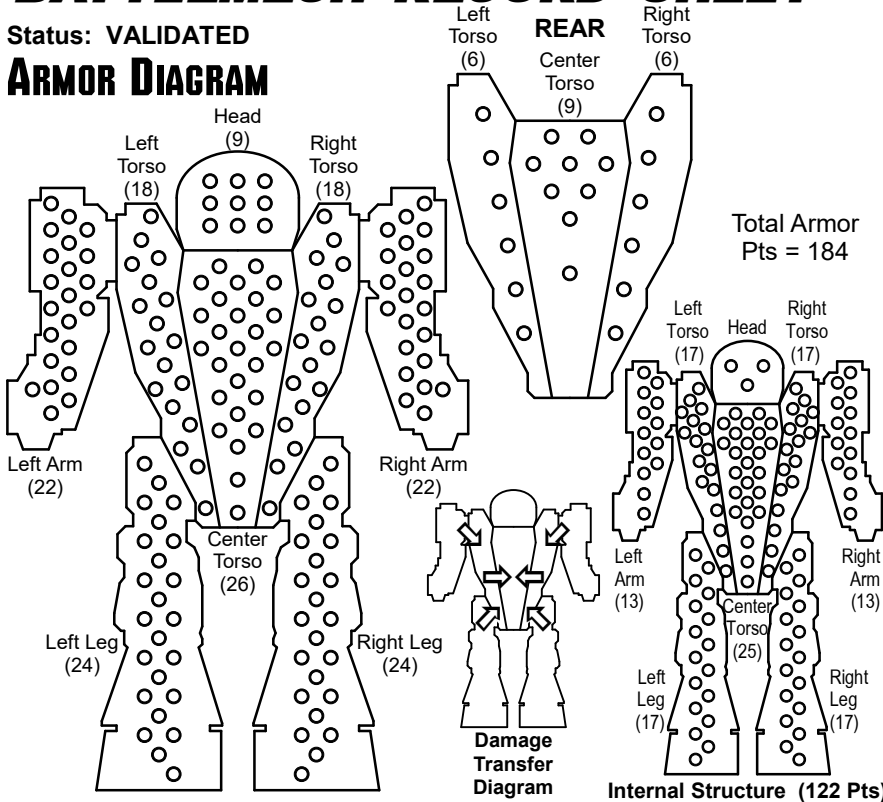 BATTLEMECH RECORD SHEET
Status: VALIDATED
ARMOR DIAGRAM
Head
(9)
Left
Torso
(18)
Right
Torso
(18)
Left Arm
(22)
Right Arm
(22)
Center
Torso
(26)
Left Leg
(24)
Right Leg
(24)
Left
Torso
(6)
REAR
Center
Torso
(9)
Right
Torso
(6)
Total Armor
Pts = 184
Left
Torso
(17)
Head
Right
Torso
(17)
Left
Arm
(13)
Right
Arm
(13)
Center
Torso
(25)
Left
Leg
(17)
Right
Leg
(17)
Damage
Transfer
Diagram
Internal Structure (122 Pts)